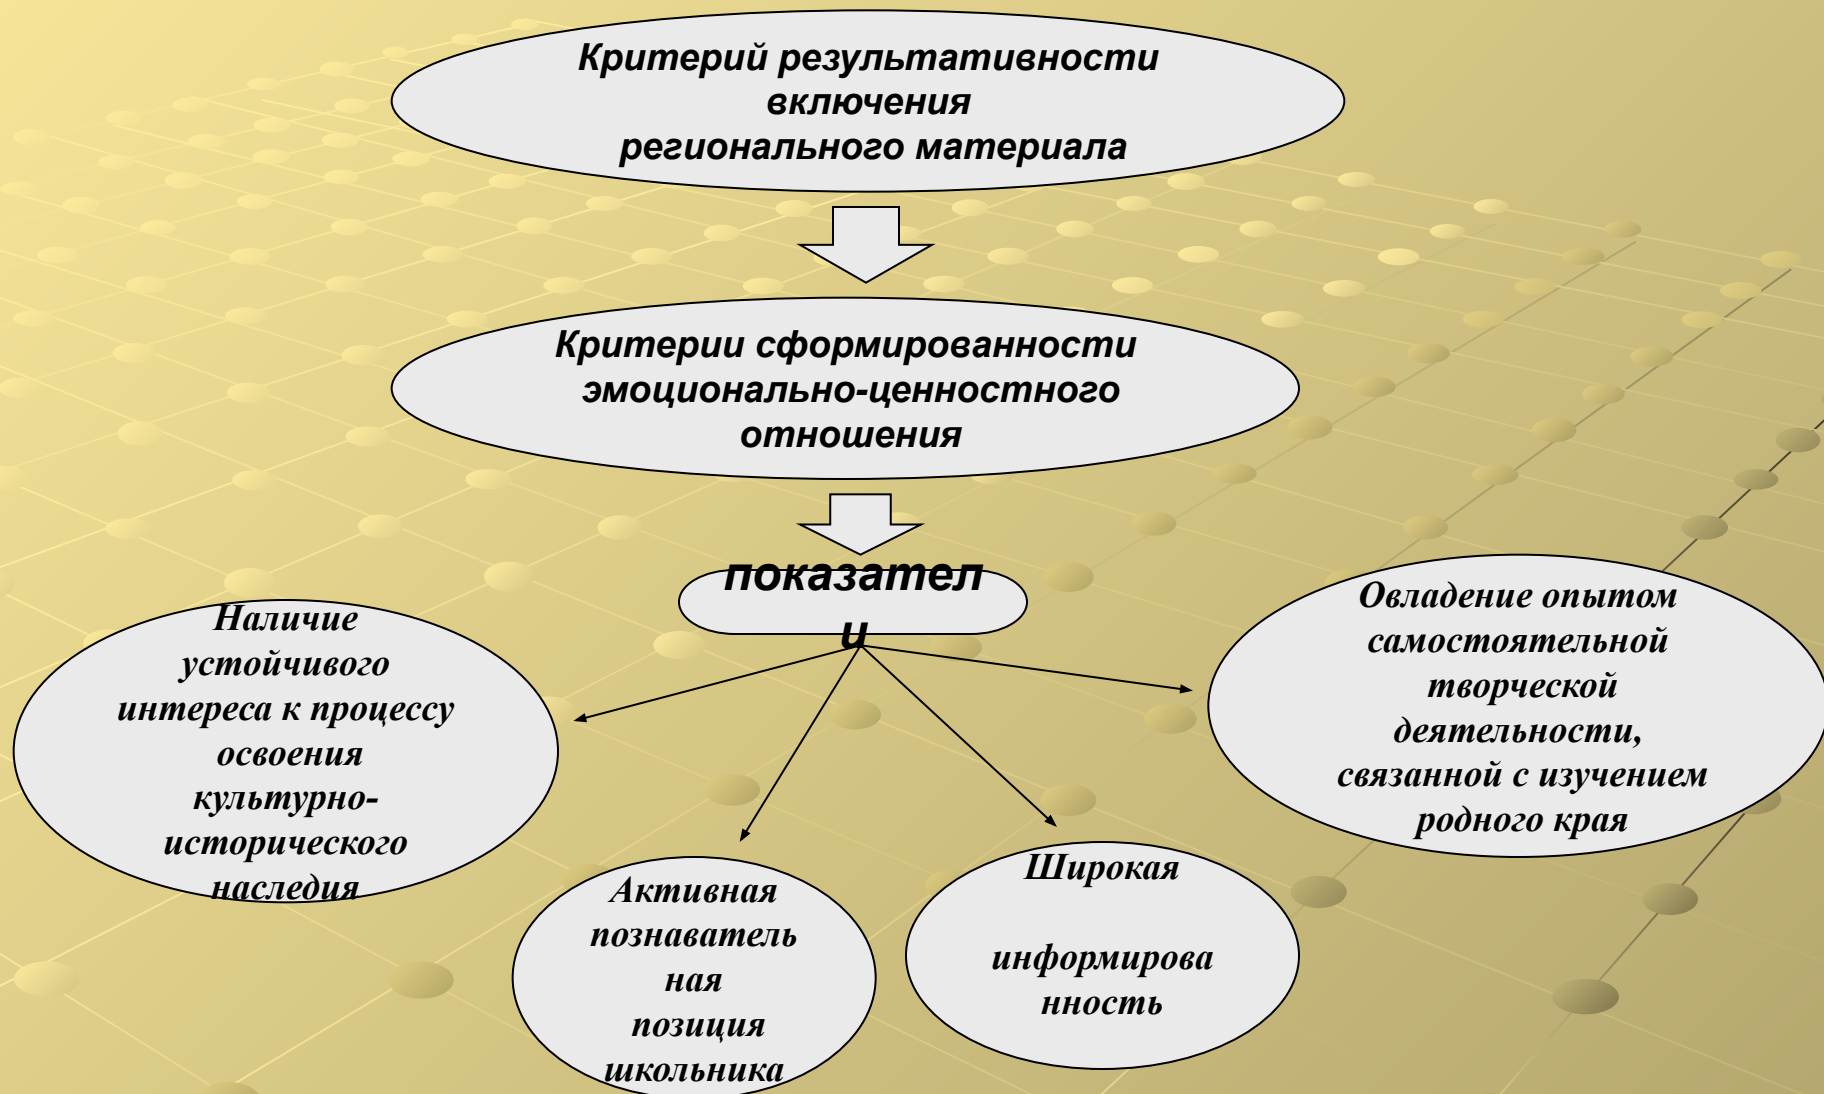 Критерий результативности
включения
регионального материала
Критерии сформированности
эмоционально-ценностного
отношения
показател
и
Наличие
устойчивого
интереса к процессу
освоения
культурно-
исторического
наследия
Активная
познаватель
ная
позиция
школьника
Широкая
информирова
нность
Овладение опытом
самостоятельной
творческой
деятельности,
связанной с изучением
родного края